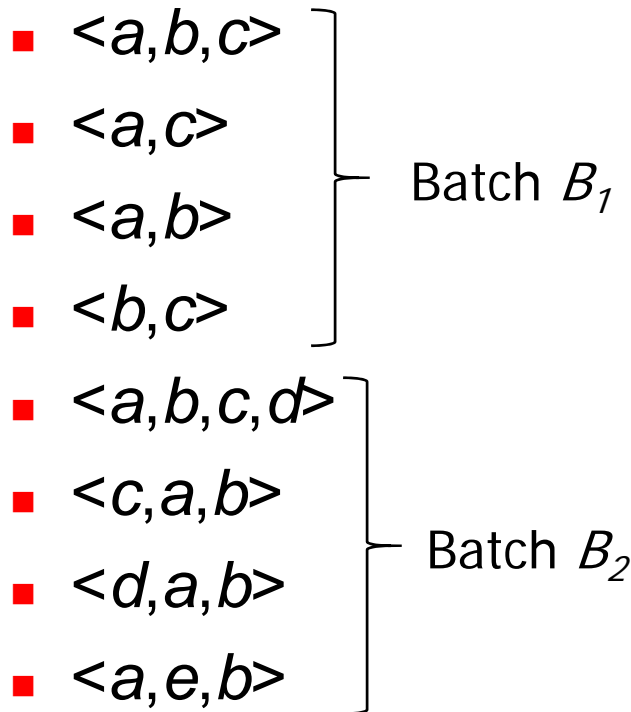 <a,b,c>
<a,c>
Batch B₁
<a,b>
<b,c>
<a,b,c,d>
<c,a,b>
Batch B₂
<d,a,b>
<a,e,b>